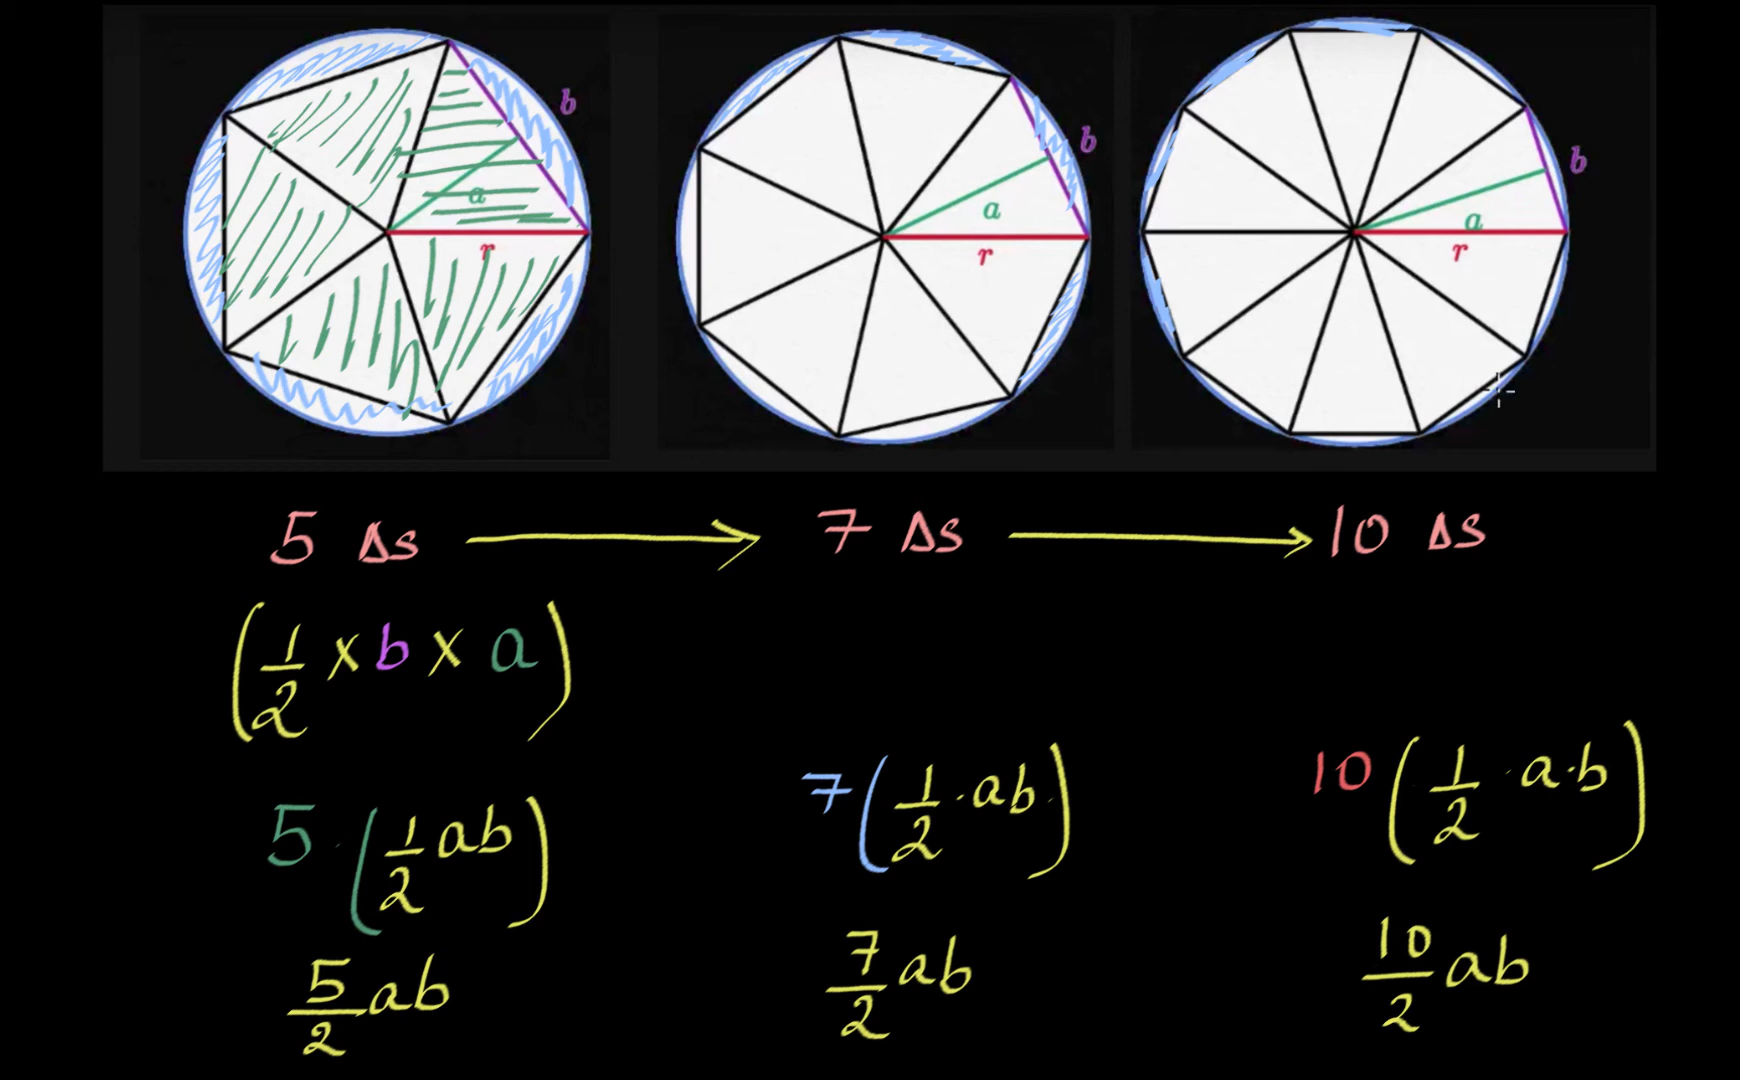 b
a
r
b
a
r
b
a
r
5 Δs → 7 Δs → 10 Δs
(1/2 × b × a)
5 · (1/2 ab)
7 (1/2 · ab)
10 (1/2 · a · b)
5/2 ab
7/2 ab
10/2 ab